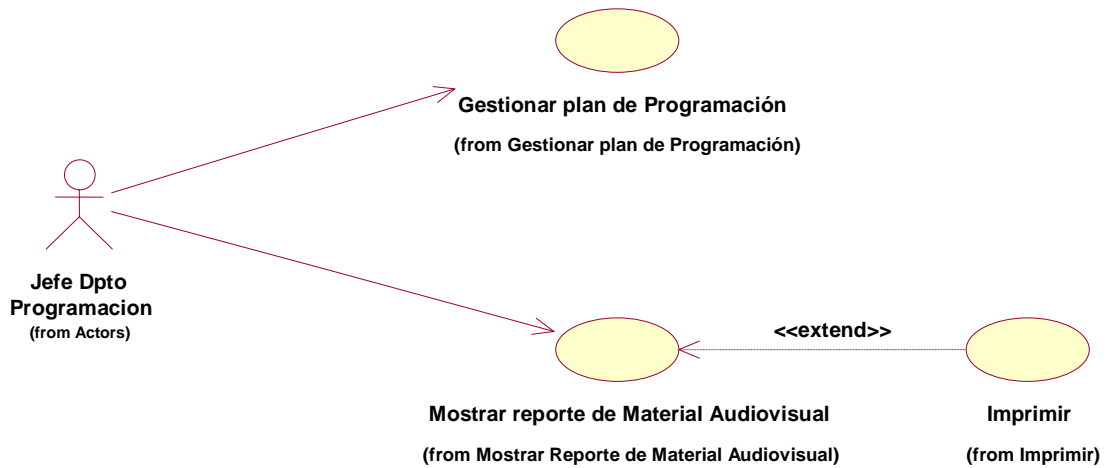 Gestionar plan de Programación
(from Gestionar plan de Programación)
Jefe Dpto
Programacion
(from Actors)
<<extend>>
Mostrar reporte de Material Audiovisual
(from Mostrar Reporte de Material Audiovisual)
Imprimir
(from Imprimir)